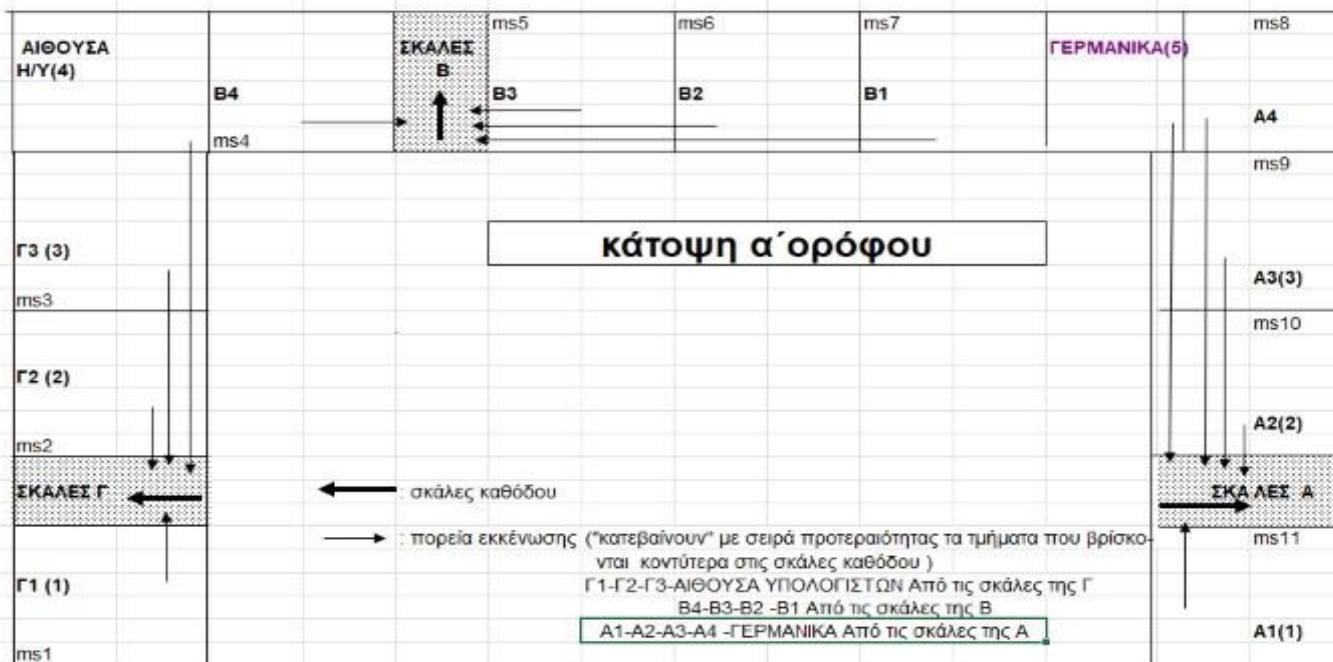 ms5
ms6
ms7
ms8
ΑΙΘΟΥΣΑ
Η/Υ(4)
ΣΚΑΛΕΣ
Β
ΓΕΡΜΑΝΙΚΑ(5)
Β4
Β3
Β2
Β1
Α4
ms4
ms9
κάτοψη α΄ορόφου
Γ3 (3)
Α3(3)
ms3
ms10
Γ2 (2)
Α2(2)
ms2
ΣΚΑΛΕΣ Γ
: σκάλες καθόδου
ΣΚΑΛΕΣ Α
: πορεία εκκένωσης ("κατεβαίνουν" με σειρά προτεραιότητας τα τμήματα που βρίσκο-
νται κοντύτερα στις σκάλες καθόδου )
ms11
Γ1 (1)
Γ1-Γ2-Γ3-ΑΙΘΟΥΣΑ ΥΠΟΛΟΓΙΣΤΩΝ Από τις σκάλες της Γ
Β4-Β3-Β2 -Β1 Από τις σκάλες της Β
Α1-Α2-Α3-Α4 -ΓΕΡΜΑΝΙΚΑ Από τις σκάλες της Α
Α1(1)
ms1